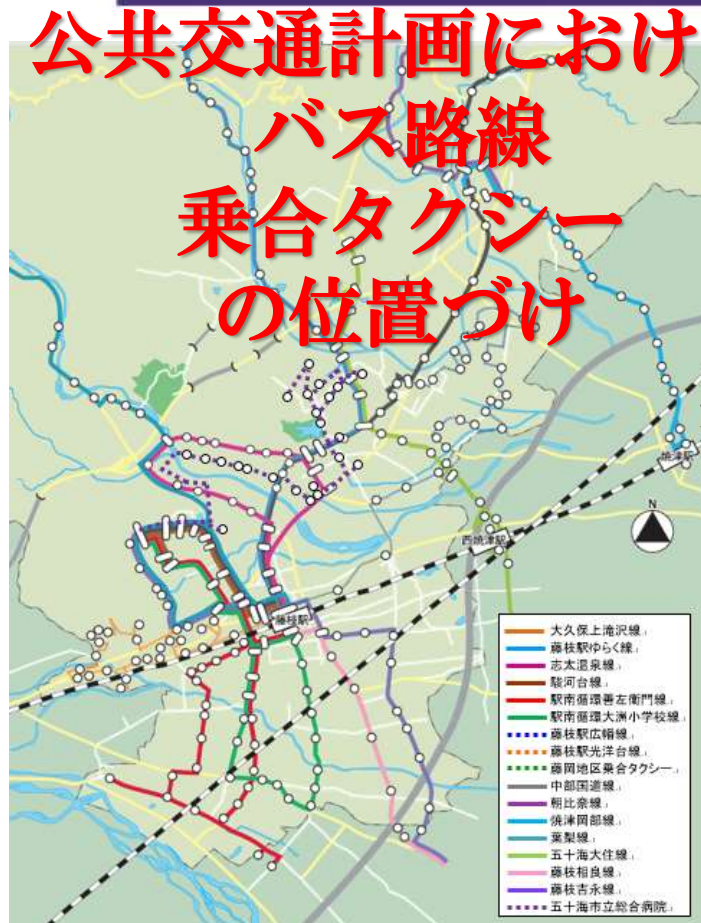 公共交通計画におけ
バス路線
乗合タクシー
の位置づけ
焼津駅
N
西焼津駅
藤枝駅
大久保上滝沢線
藤枝駅ゆらく線
志太温泉線
駿河台線
駅南循環善左衛門線
駅南循環大洲小学校線
藤枝駅広幡線
藤枝駅光洋台線
藤岡地区乗合タクシー
中部国道線
朝比奈線
焼津岡部線
葉梨線
五十海大住線
藤枝相良線
藤枝吉永線
五十海市立総合病院